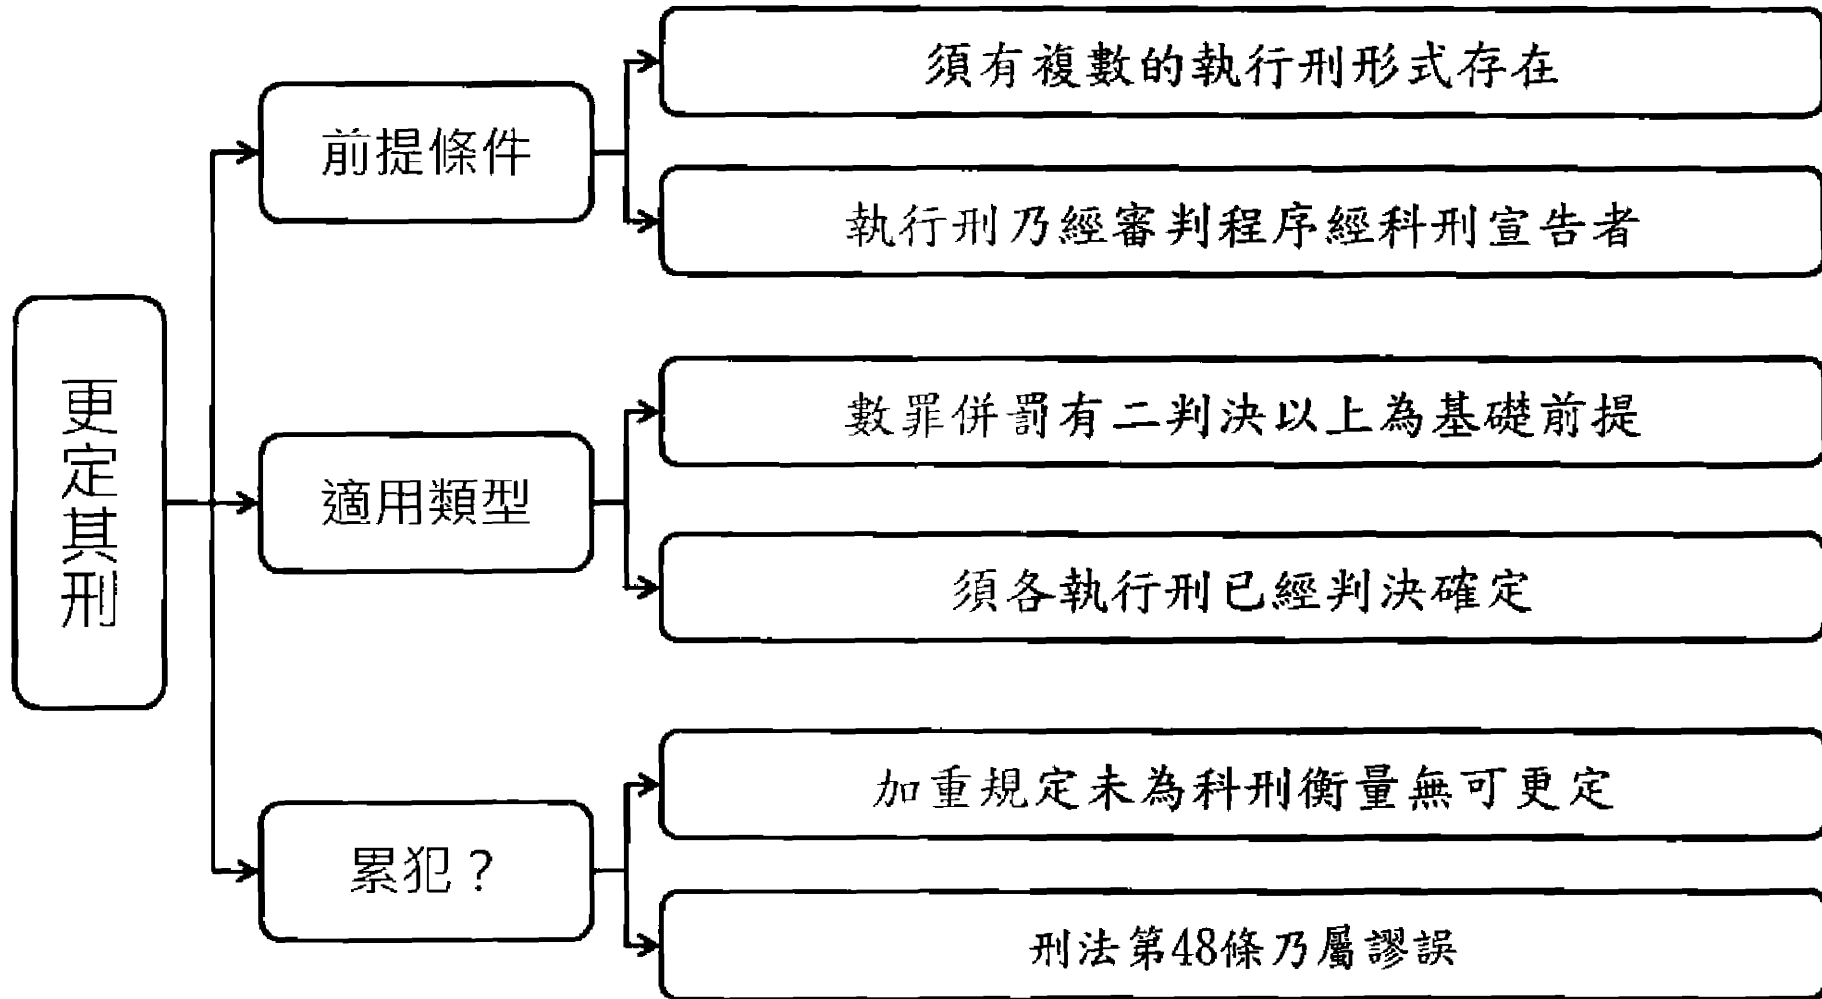 更定其刑
前提條件
須有複數的執行刑形式存在
執行刑乃經審判程序經科刑宣告者
適用類型
數罪併罰有二判決以上為基礎前提
須各執行刑已經判決確定
累犯？
加重規定未為科刑衡量無可更定
刑法第48條乃屬謬誤